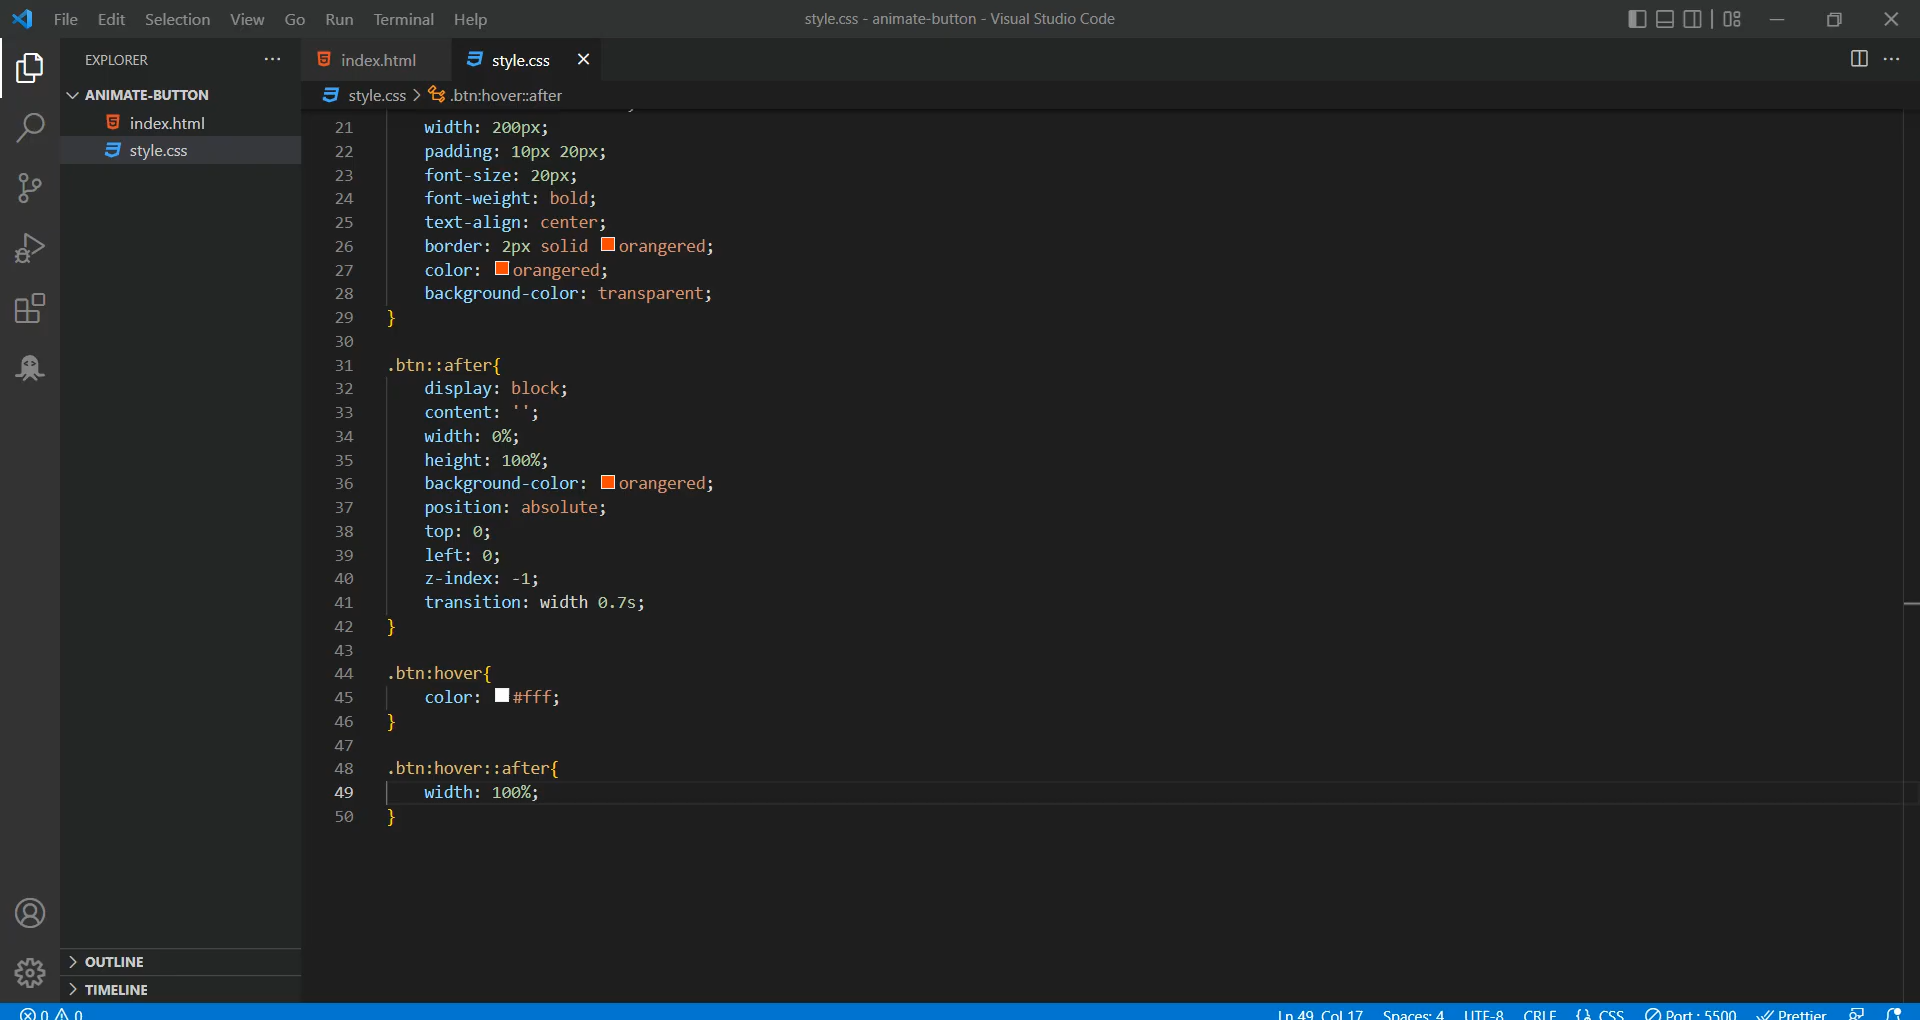 File Edit Selection View Go Run Terminal Help
style.css - animate-button - Visual Studio Code
EXPLORER
ANIMATE-BUTTON
index.html
style.css
OUTLINE
TIMELINE
index.html style.css
style.css > .btn:hover::after
21 width: 200px;
22 padding: 10px 20px;
23 font-size: 20px;
24 font-weight: bold;
25 text-align: center;
26 border: 2px solid orangered;
27 color: orangered;
28 background-color: transparent;
29 }
30
31 .btn::after{
32 display: block;
33 content: '';
34 width: 0%;
35 height: 100%;
36 background-color: orangered;
37 position: absolute;
38 top: 0;
39 left: 0;
40 z-index: -1;
41 transition: width 0.7s;
42 }
43
44 .btn:hover{
45 color: #fff;
46 }
47
48 .btn:hover::after{
49 width: 100%;
50 }
0 0 Ln 49, Col 17 Spaces: 4 UTF-8 CRLF {} CSS Port : 5500 Prettier